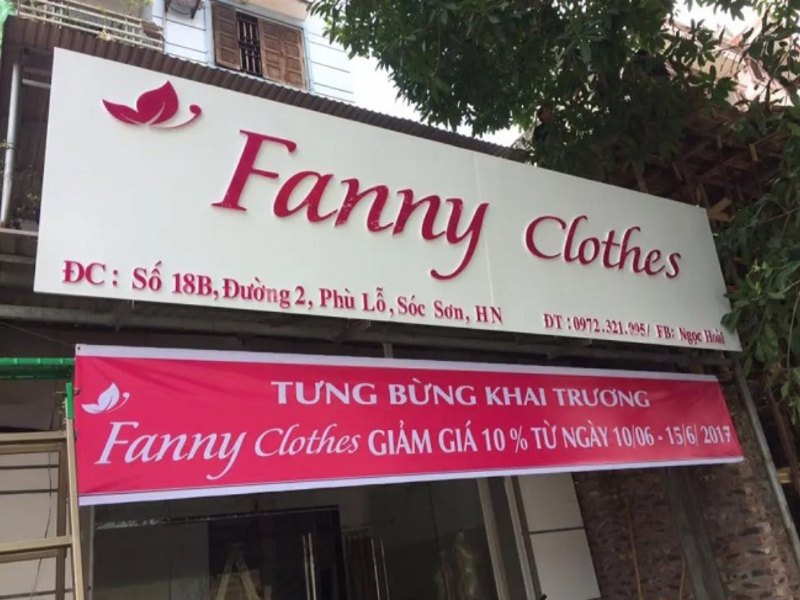 Fanny Clothes
ĐC: Số 18B, Đường 2, Phù Lỗ, Sóc Sơn, HN
ĐT: 0972.321.995/ FB: Ngọc Hoài
TƯNG BỪNG KHAI TRƯƠNG
Fanny Clothes GIẢM GIÁ 10 % TỪ NGÀY 10/06 - 15/6/ 2017